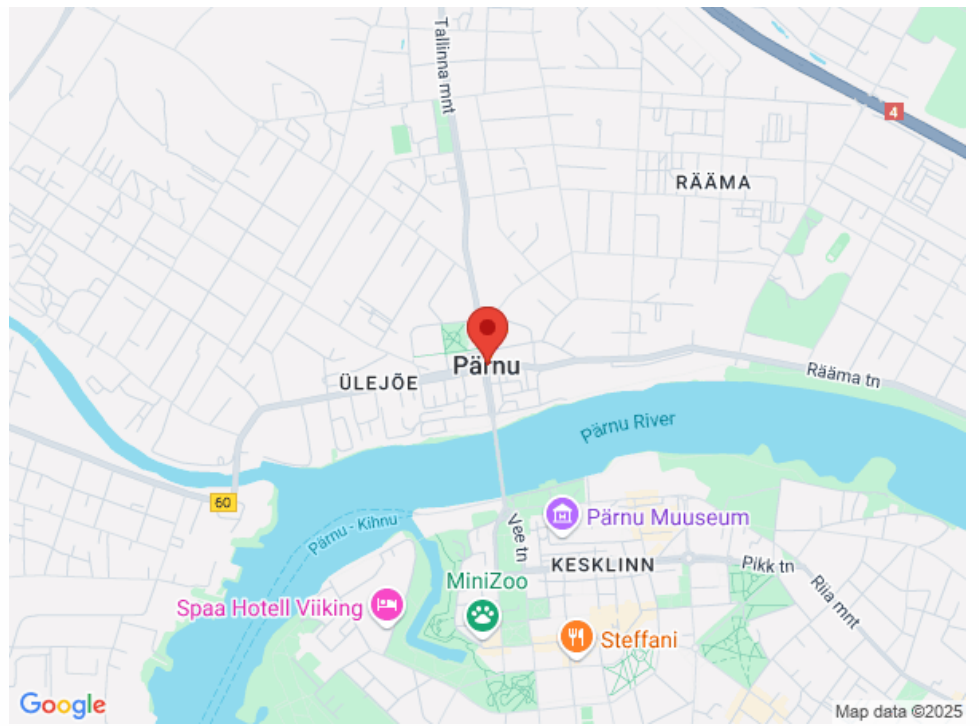 Tallinna mnt
4
RÄÄMA
Pärnu
ÜLEJÕE
Rääma tn
Pärnu River
60
Pärnu - Kihnu
Vee tn
Pärnu Muuseum
KESKLINN
Pikk tn
MiniZoo
Riia mnt
Spaa Hotell Viiking
Steffani
Google
Map data ©2025